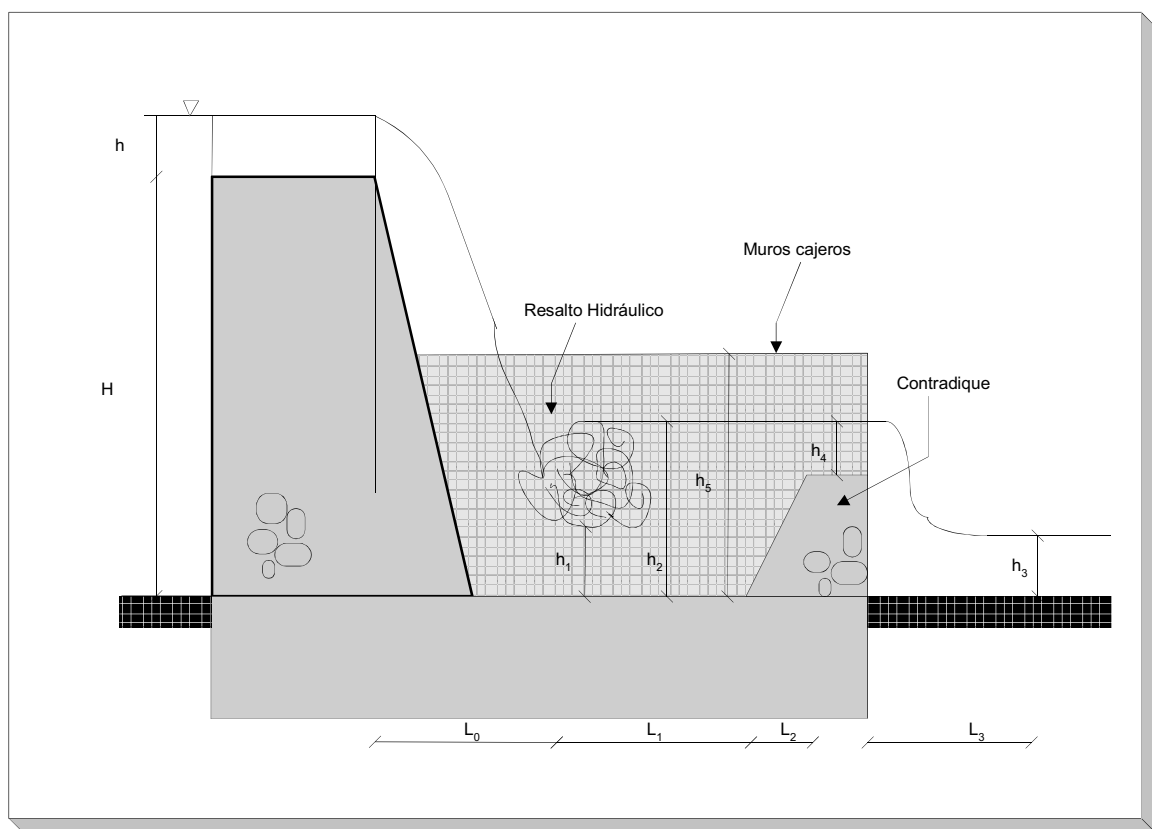 h
Muros cajeros
Resalto Hidráulico
Contradique
H
h₄
h₅
h₁
h₂
h₃
L₀
L₁
L₂
L₃